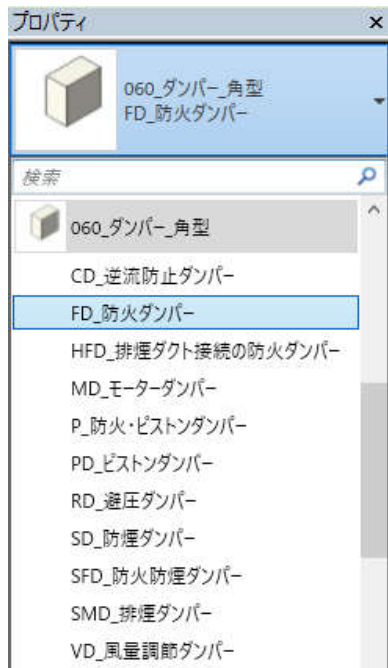 プロパティ ×
060_ダンパー_角型
FD_防火ダンパー
検索
060_ダンパー_角型
CD_逆流防止ダンパー
FD_防火ダンパー
HFD_排煙ダクト接続の防火ダンパー
MD_モーターダンパー
P_防火・ピストンダンパー
PD_ピストンダンパー
RD_避圧ダンパー
SD_防煙ダンパー
SFD_防火防煙ダンパー
SMD_排煙ダンパー
VD_風量調節ダンパー